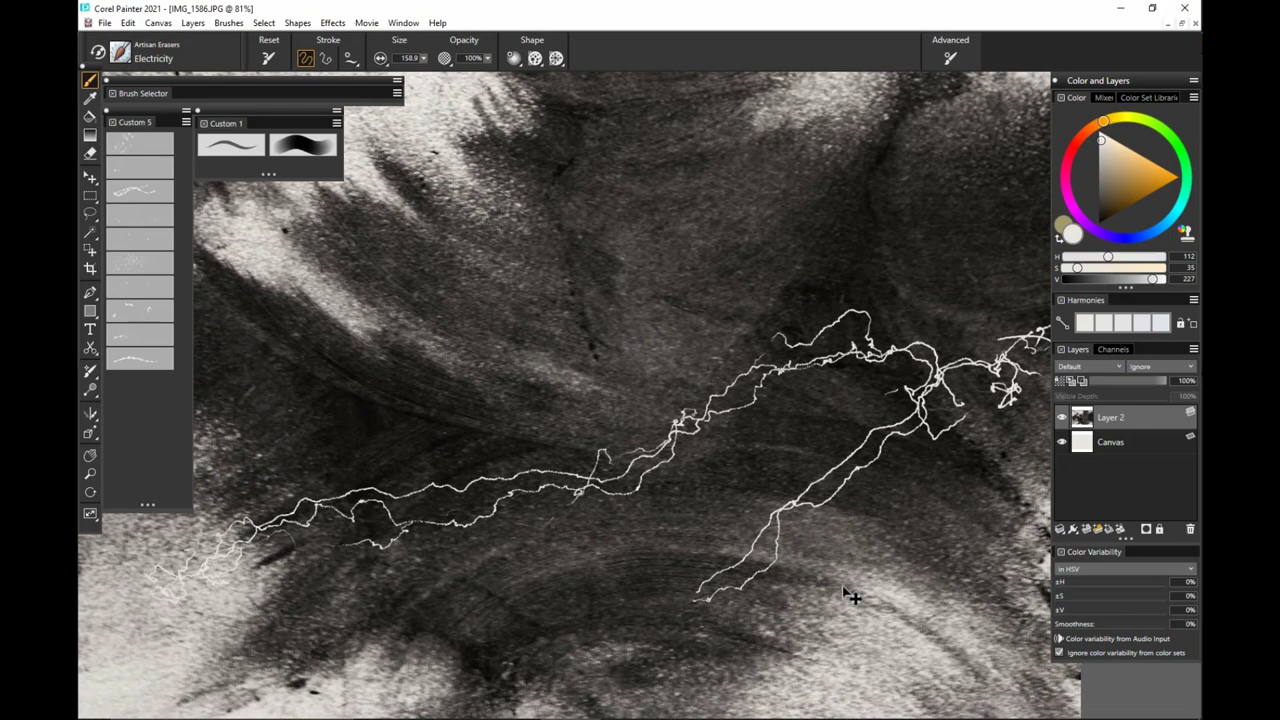 Corel Painter 2021 - [IMG_1586.JPG @ 81%]
File Edit Canvas Layers Brushes Select Shapes Effects Movie Window Help
Artisan Erasers
Electricity
Reset
Stroke
Size
Opacity
Shape
Advanced
158.9
100%
Brush Selector
Custom 5
Custom 1
Color and Layers
Color Mixer Color Set Librari
H 112
S 35
V 227
Harmonies
Layers Channels
Default Ignore
100%
Visible Depth: 100%
Layer 2
Canvas
Color Variability
in HSV
±H 0%
±S 0%
±V 0%
Smoothness: 0%
Color variability from Audio Input
Ignore color variability from color sets